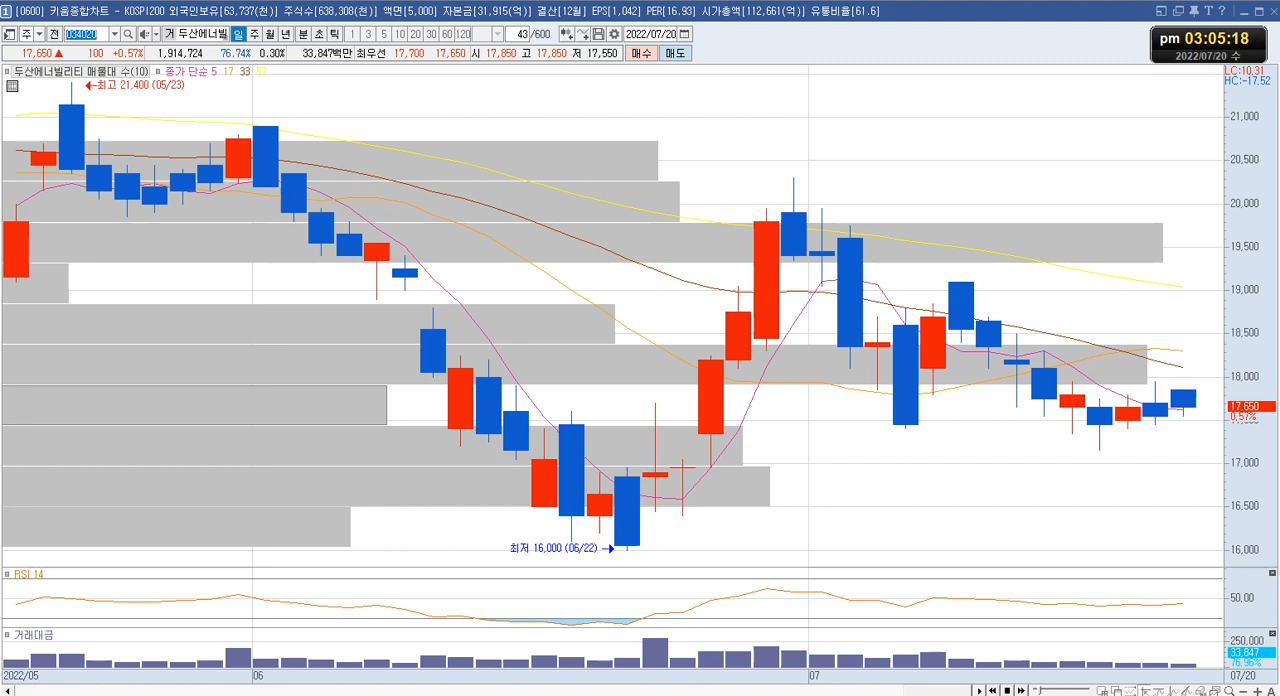 [0600] 키움종합차트 - KOSPI200 외국인보유[63,737(천)] 주식수[638,308(천)] 액면[5,000] 자본금[31,915(억)] 결산[12월] EPS[1,042] PER[16.93] 시가총액[112,661(억)] 유통비율[61.6]
주 전 034020 거 두산에너빌 일 주 월 년 분 초 틱 1 3 5 10 20 30 60 120 43 /600 2022/07/20
17,650 ▲ 100 +0.57% 1,914,724 76.74% 0.30% 33,847백만 최우선 17,700 17,650 시 17,850 고 17,850 저 17,550 매수 매도
pm 03:05:18
2022/07/20 수
두산에너빌리티 매물대 수(10) 종가 단순 5 17 33 57
LC:10.31
HC:-17.52
최고 21,400 (05/23)
21,000
20,500
20,000
19,500
19,000
18,500
18,000
17,650
0.57%
17,000
16,500
최저 16,000 (06/22)
16,000
RSI 14
50,00
거래대금
250,000
33,847
76,96%
2022/05 06 07 07/20